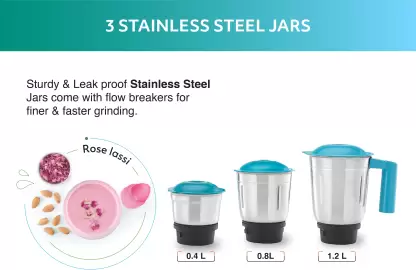 3 STAINLESS STEEL JARS
Sturdy & Leak proof Stainless Steel
Jars come with flow breakers for
finer & faster grinding.
Rose lassi
0.4 L
0.8L
1.2 L